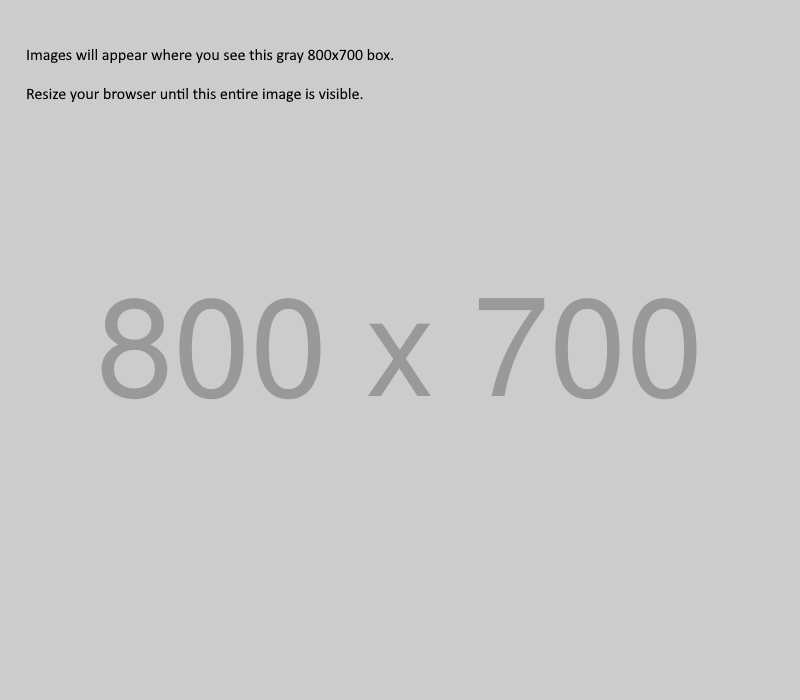 Images will appear where you see this gray 800x700 box.
Resize your browser until this entire image is visible.
800 x 700